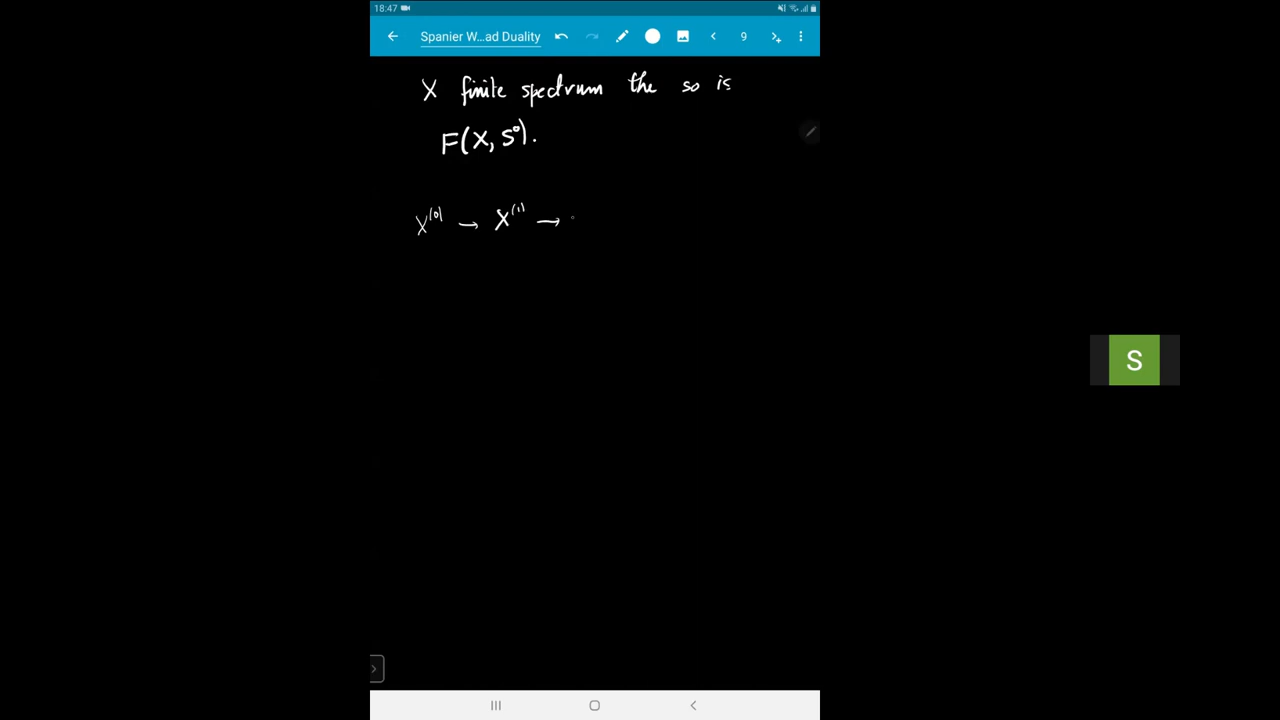 18:47
Spanier W...ad Duality
9
X finite spectrum the so is
F(X, S⁰).
X⁽⁰⁾ → X⁽¹⁾ →
S